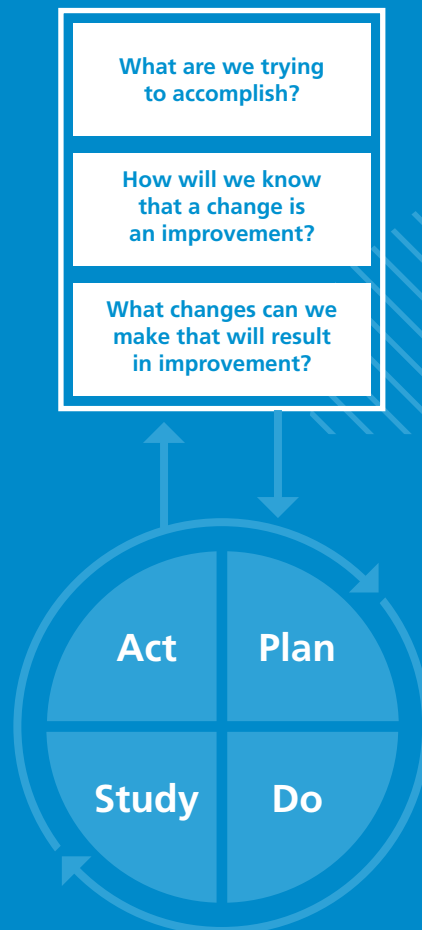 What are we trying
to accomplish?
How will we know
that a change is
an improvement?
What changes can we
make that will result
in improvement?
Act
Plan
Study
Do